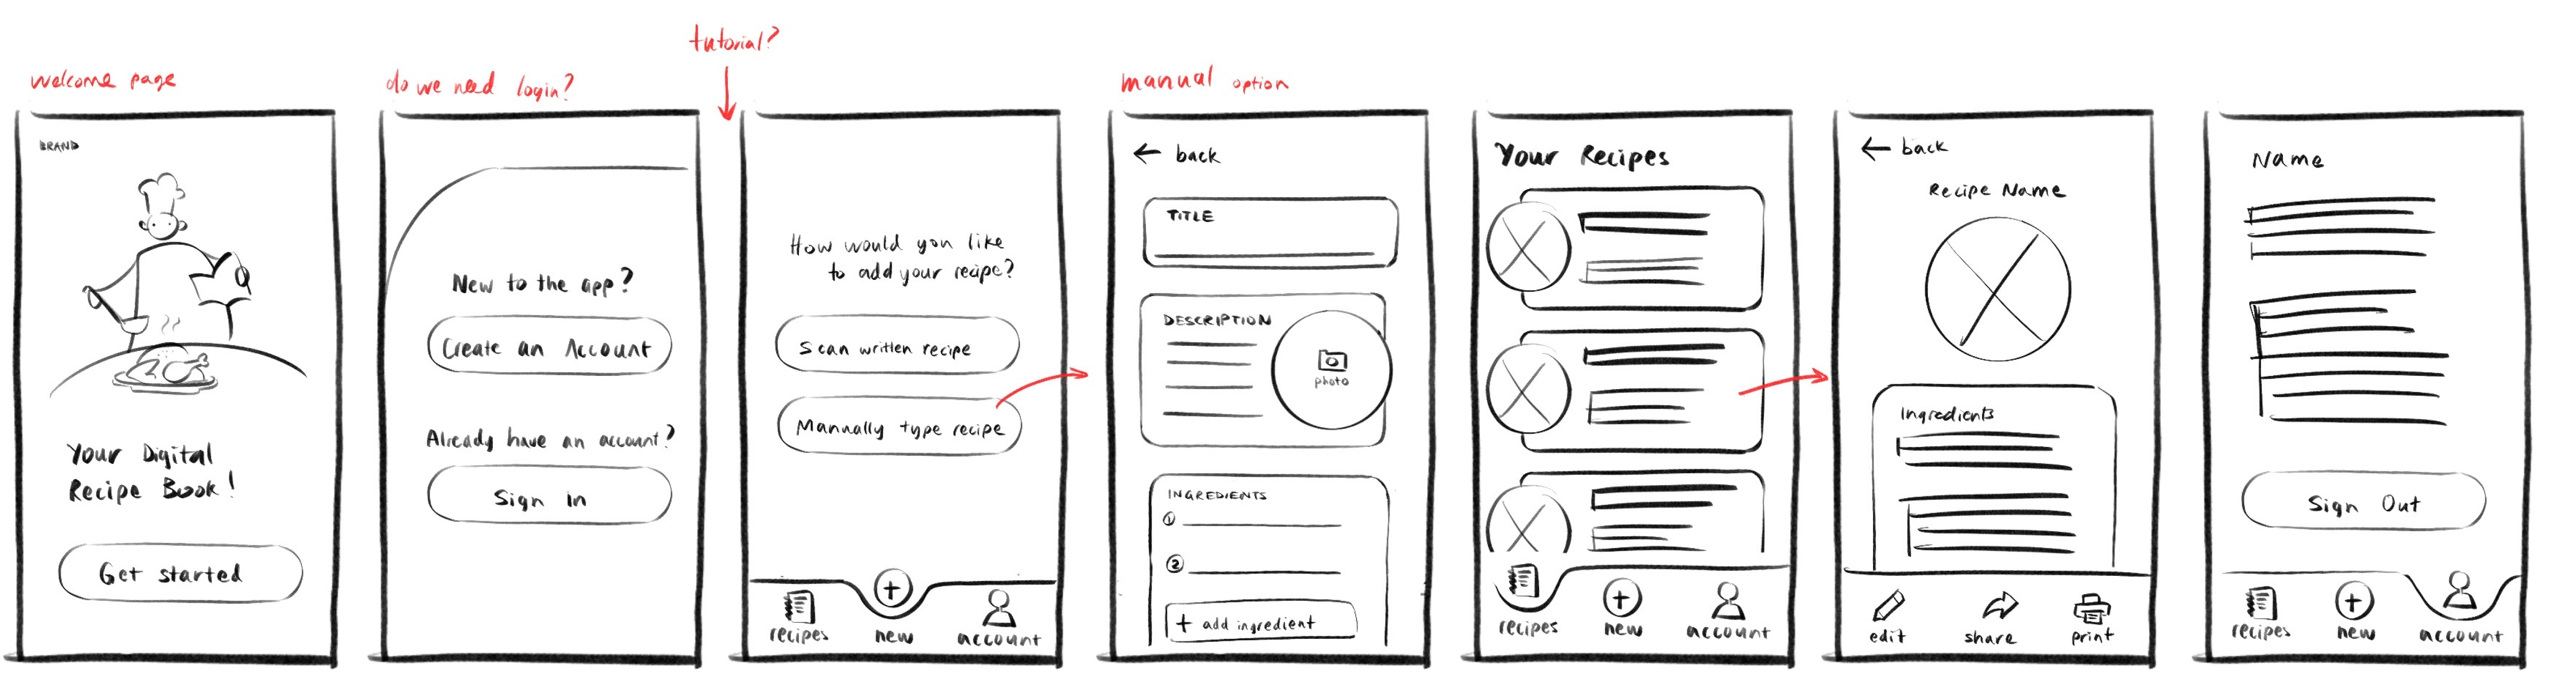 welcome page
BRAND
Your Digital
Recipe Book!
Get started
do we need login?
New to the app?
Create an Account
Already have an account?
Sign In
tutorial?
How would you like
to add your recipe?
Scan written recipe
Manually type recipe
recipes
new
account
manual option
← back
TITLE
DESCRIPTION
photo
INGREDIENTS
1
2
+ add ingredient
Your Recipes
recipes
new
account
← back
Recipe Name
Ingredients
edit
share
print
Name
Sign Out
recipes
new
account